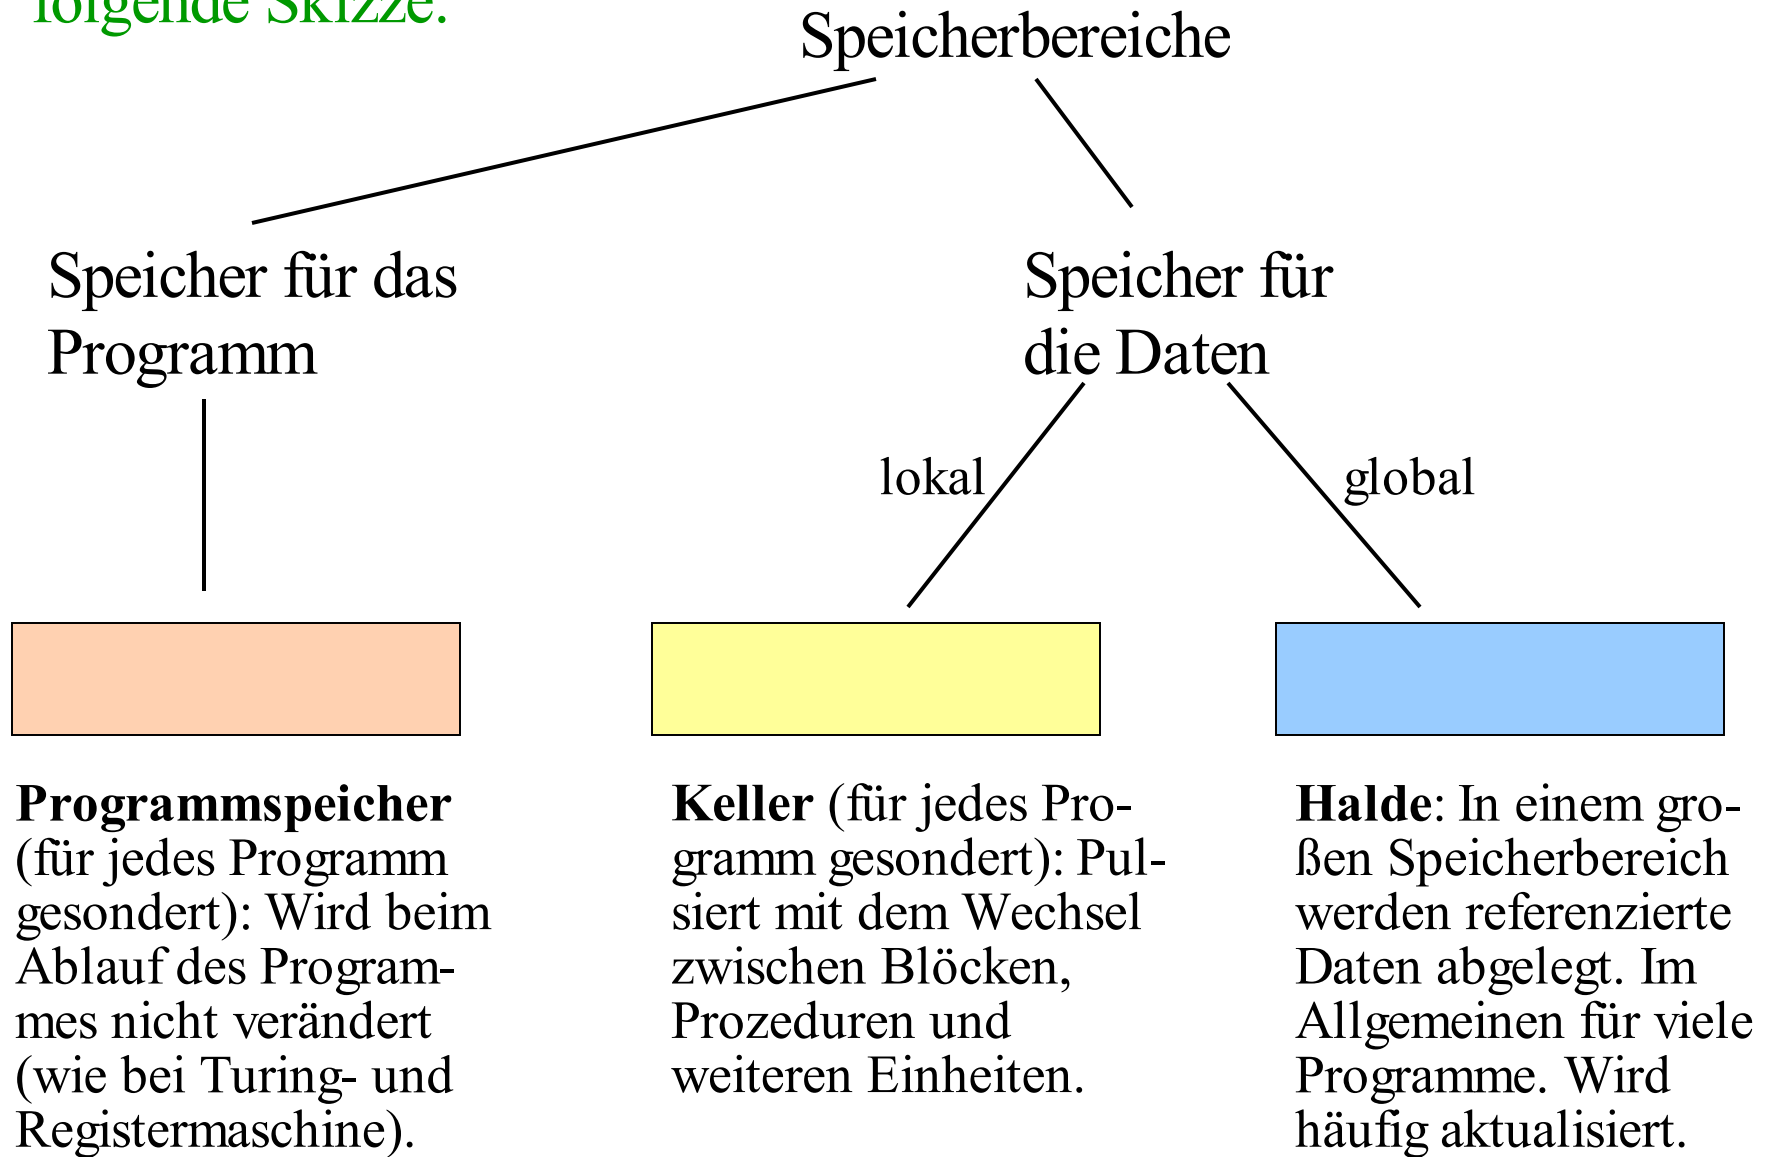 folgende Skizze:
Speicherbereiche
Speicher für das
Programm
Speicher für
die Daten
lokal
global
Programmspeicher
(für jedes Programm
gesondert): Wird beim
Ablauf des Program-
mes nicht verändert
(wie bei Turing- und
Registermaschine).
Keller (für jedes Pro-
gramm gesondert): Pul-
siert mit dem Wechsel
zwischen Blöcken,
Prozeduren und
weiteren Einheiten.
Halde: In einem gro-
ßen Speicherbereich
werden referenzierte
Daten abgelegt. Im
Allgemeinen für viele
Programme. Wird
häufig aktualisiert.